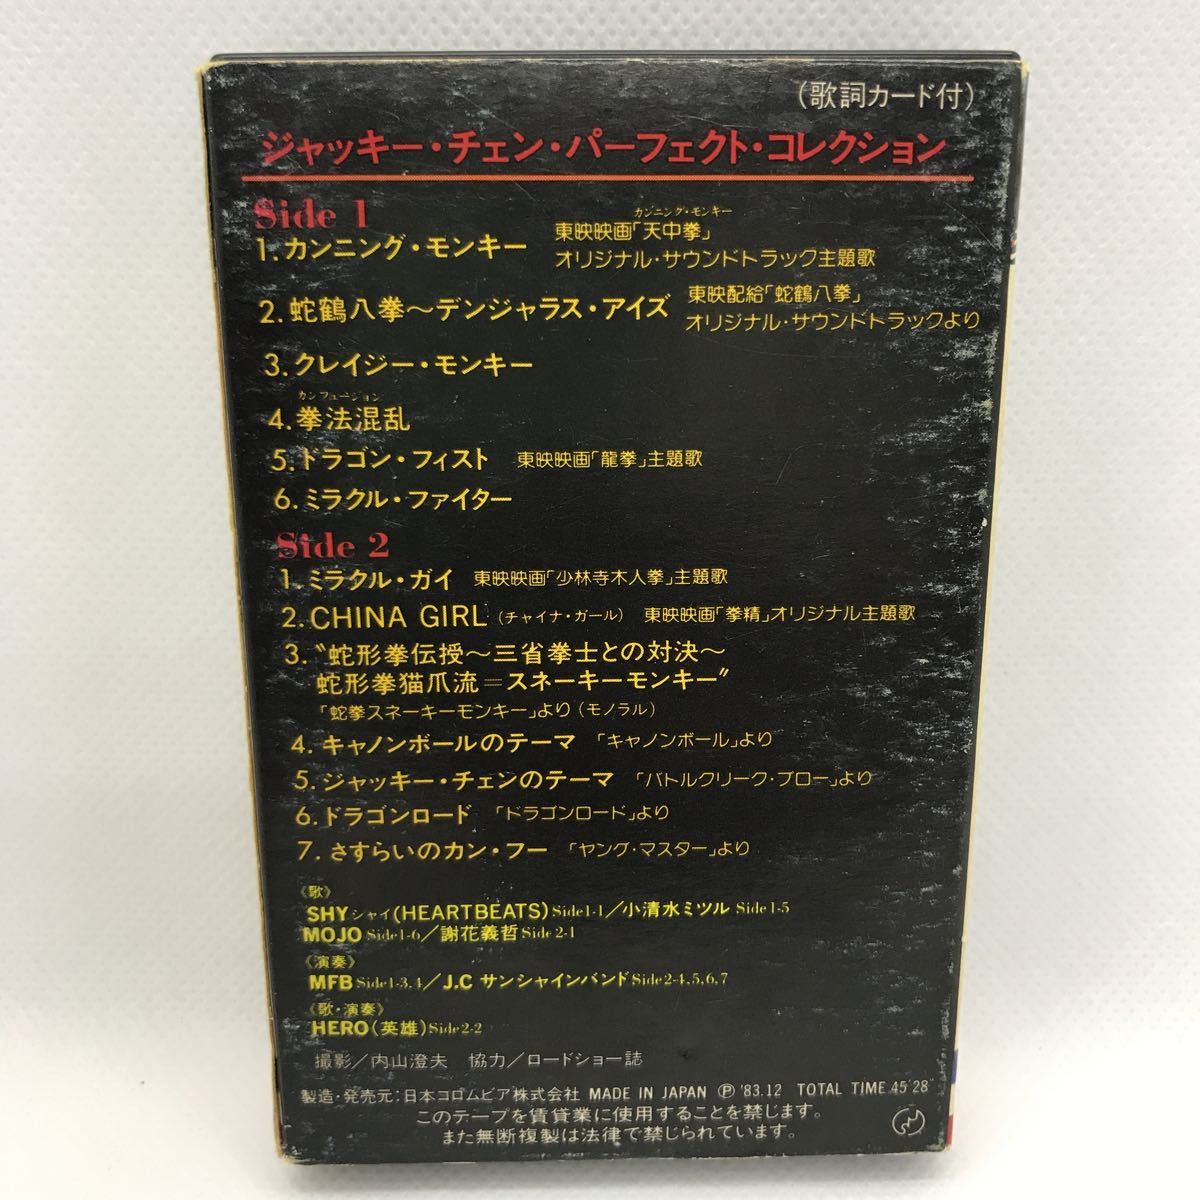 (歌詞カード付)
ジャッキー・チェン・パーフェクト・コレクション
Side 1
カンニング・モンキー
1. カンニング・モンキー 東映映画「天中拳」
オリジナル・サウンドトラック主題歌
2. 蛇鶴八拳〜デンジャラス・アイズ 東映配給「蛇鶴八拳」
オリジナル・サウンドトラックより
3. クレイジー・モンキー
カンフュージョン
4. 拳法混乱
5. ドラゴン・フィスト 東映映画「龍拳」主題歌
6. ミラクル・ファイター
Side 2
1. ミラクル・ガイ 東映映画「少林寺木人拳」主題歌
2. CHINA GIRL (チャイナ・ガール) 東映映画「拳精」オリジナル主題歌
3. 〝蛇形拳伝授〜三省拳士との対決〜
蛇形拳猫爪流=スネーキーモンキー〞
「蛇拳スネーキーモンキー」より (モノラル)
4. キャノンボールのテーマ 「キャノンボール」より
5. ジャッキー・チェンのテーマ 「バトルクリーク・ブロー」より
6. ドラゴンロード 「ドラゴンロード」より
7. さすらいのカン・フー 「ヤング・マスター」より
《歌》
SHYシャイ(HEARTBEATS) Side1-1/小清水ミツル Side1-5
MOJO Side1-6/謝花義哲 Side2-1
《演奏》
MFB Side1-3,4/J.C サンシャインバンド Side2-4,5,6,7
《歌・演奏》
HERO(英雄) Side2-2
撮影/内山澄夫 協力/ロードショー誌
製造・発売元:日本コロムビア株式会社 MADE IN JAPAN Ⓟ '83.12 TOTAL TIME 45'28"
このテープを賃貸業に使用することを禁じます。
また無断複製は法律で禁じられています。